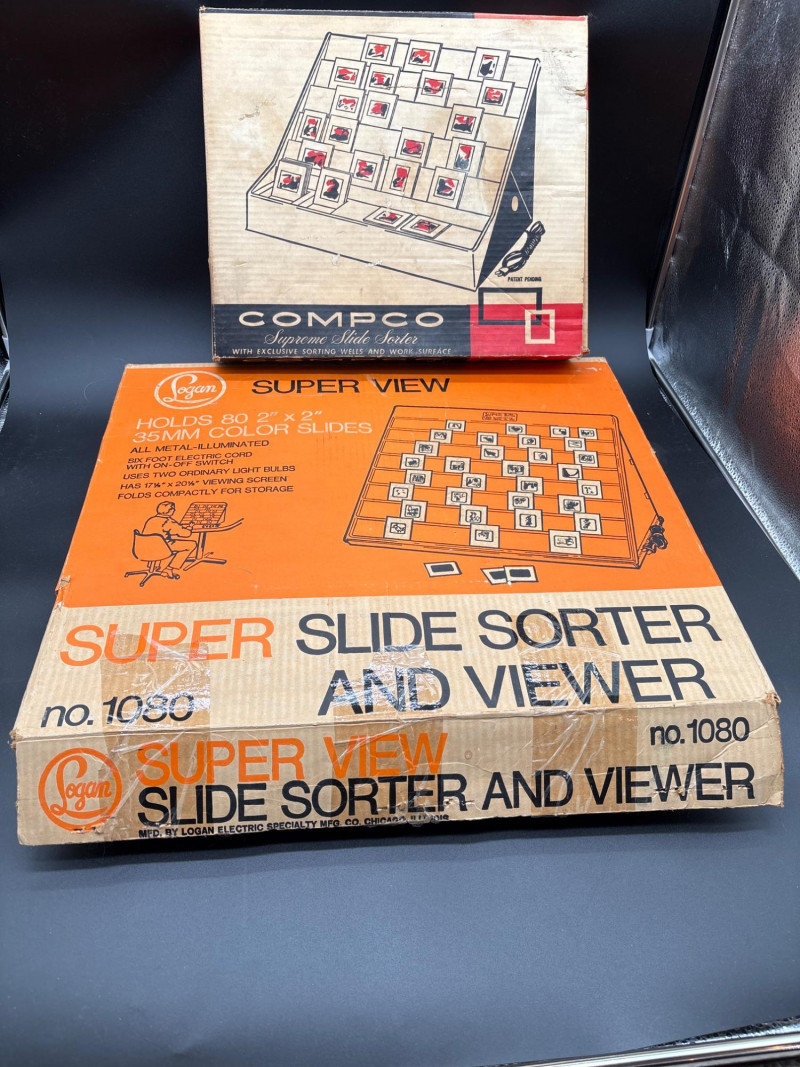 PATENT PENDING
COMPCO
Supreme Slide Sorter
WITH EXCLUSIVE SORTING WELLS AND WORK SURFACE
Logan SUPER VIEW
HOLDS 80 2" x 2"
35MM COLOR SLIDES
ALL METAL-ILLUMINATED
SIX FOOT ELECTRIC CORD
WITH ON-OFF SWITCH
USES TWO ORDINARY LIGHT BULBS
HAS 17¼" x 20⅛" VIEWING SCREEN
FOLDS COMPACTLY FOR STORAGE
SUPER SLIDE SORTER
no. 1080 AND VIEWER
no. 1080
Logan SUPER VIEW
SLIDE SORTER AND VIEWER
MFD. BY LOGAN ELECTRIC SPECIALTY MFG. CO. CHICAGO, ILLINOIS